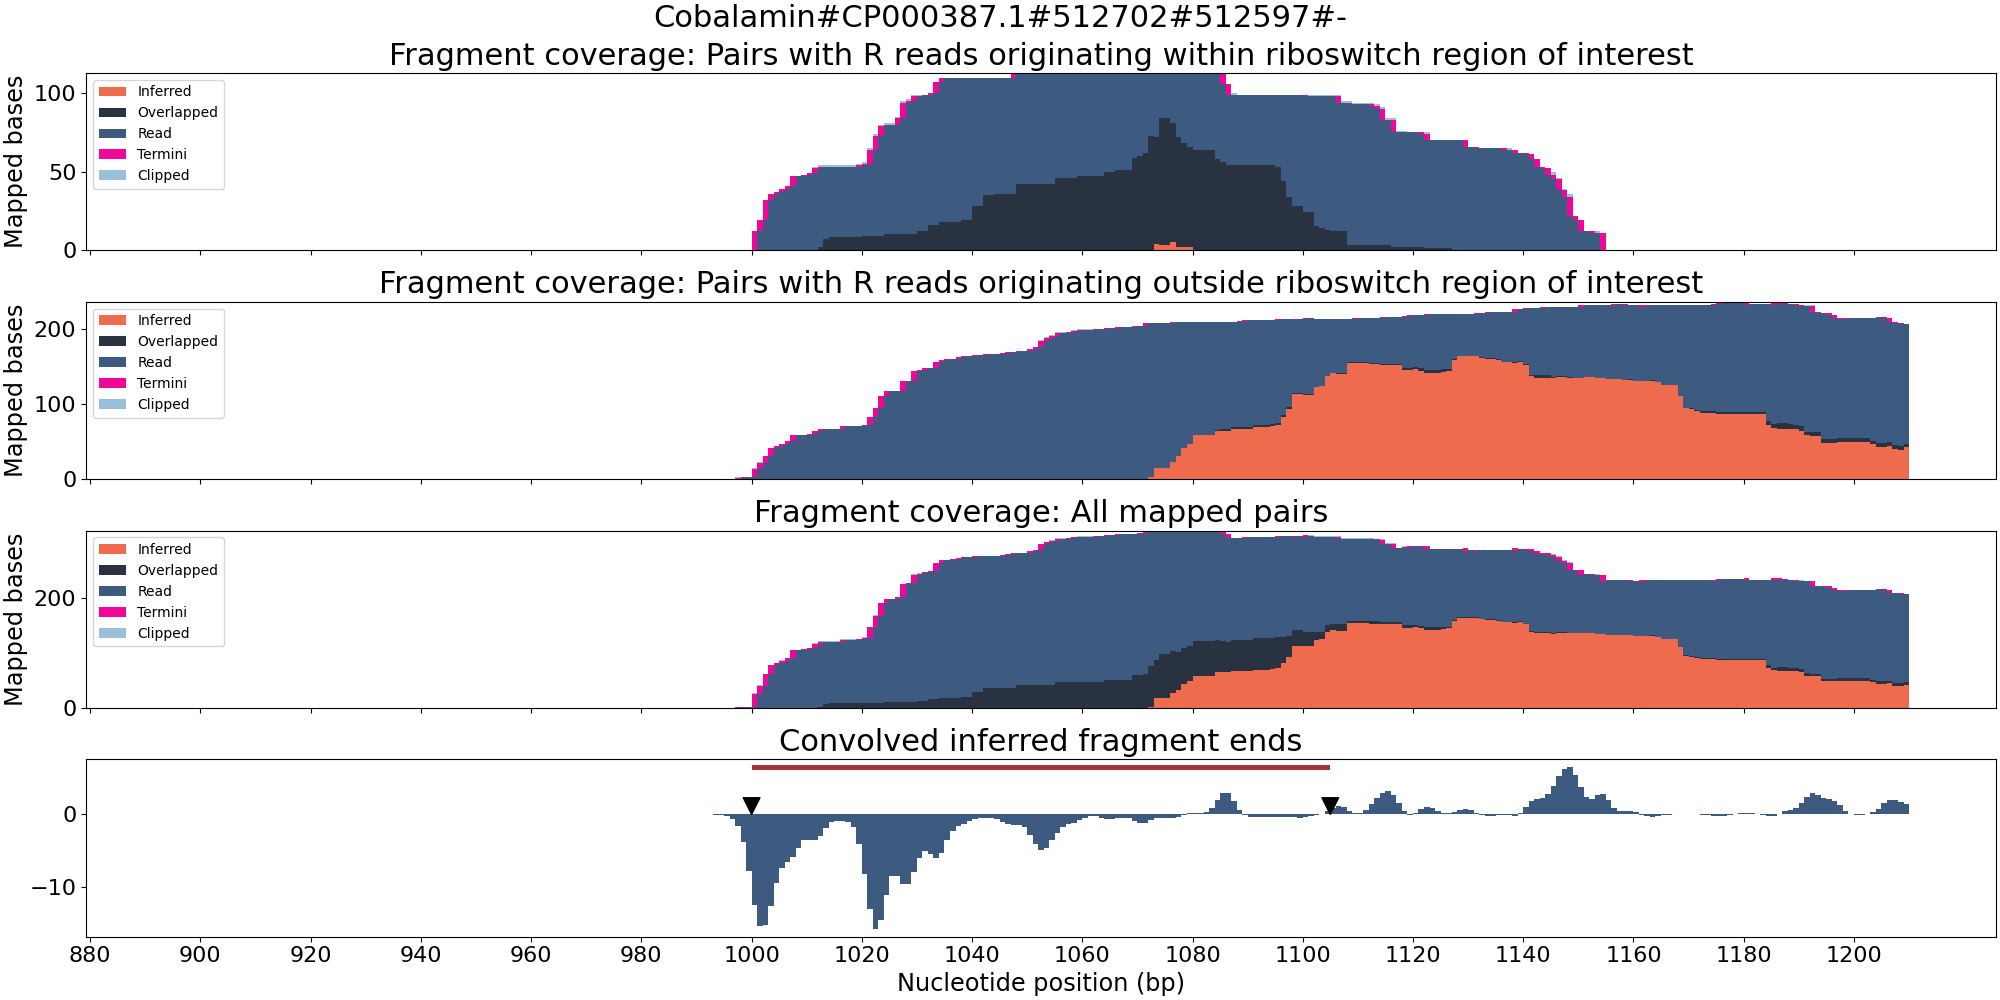 Cobalamin#CP000387.1#512702#512597#-
Fragment coverage: Pairs with R reads originating within riboswitch region of interest
Mapped bases
100
50
0
Inferred
Overlapped
Read
Termini
Clipped
Fragment coverage: Pairs with R reads originating outside riboswitch region of interest
Mapped bases
200
100
0
Inferred
Overlapped
Read
Termini
Clipped
Fragment coverage: All mapped pairs
Mapped bases
200
0
Inferred
Overlapped
Read
Termini
Clipped
Convolved inferred fragment ends
0
−10
880 900 920 940 960 980 1000 1020 1040 1060 1080 1100 1120 1140 1160 1180 1200
Nucleotide position (bp)